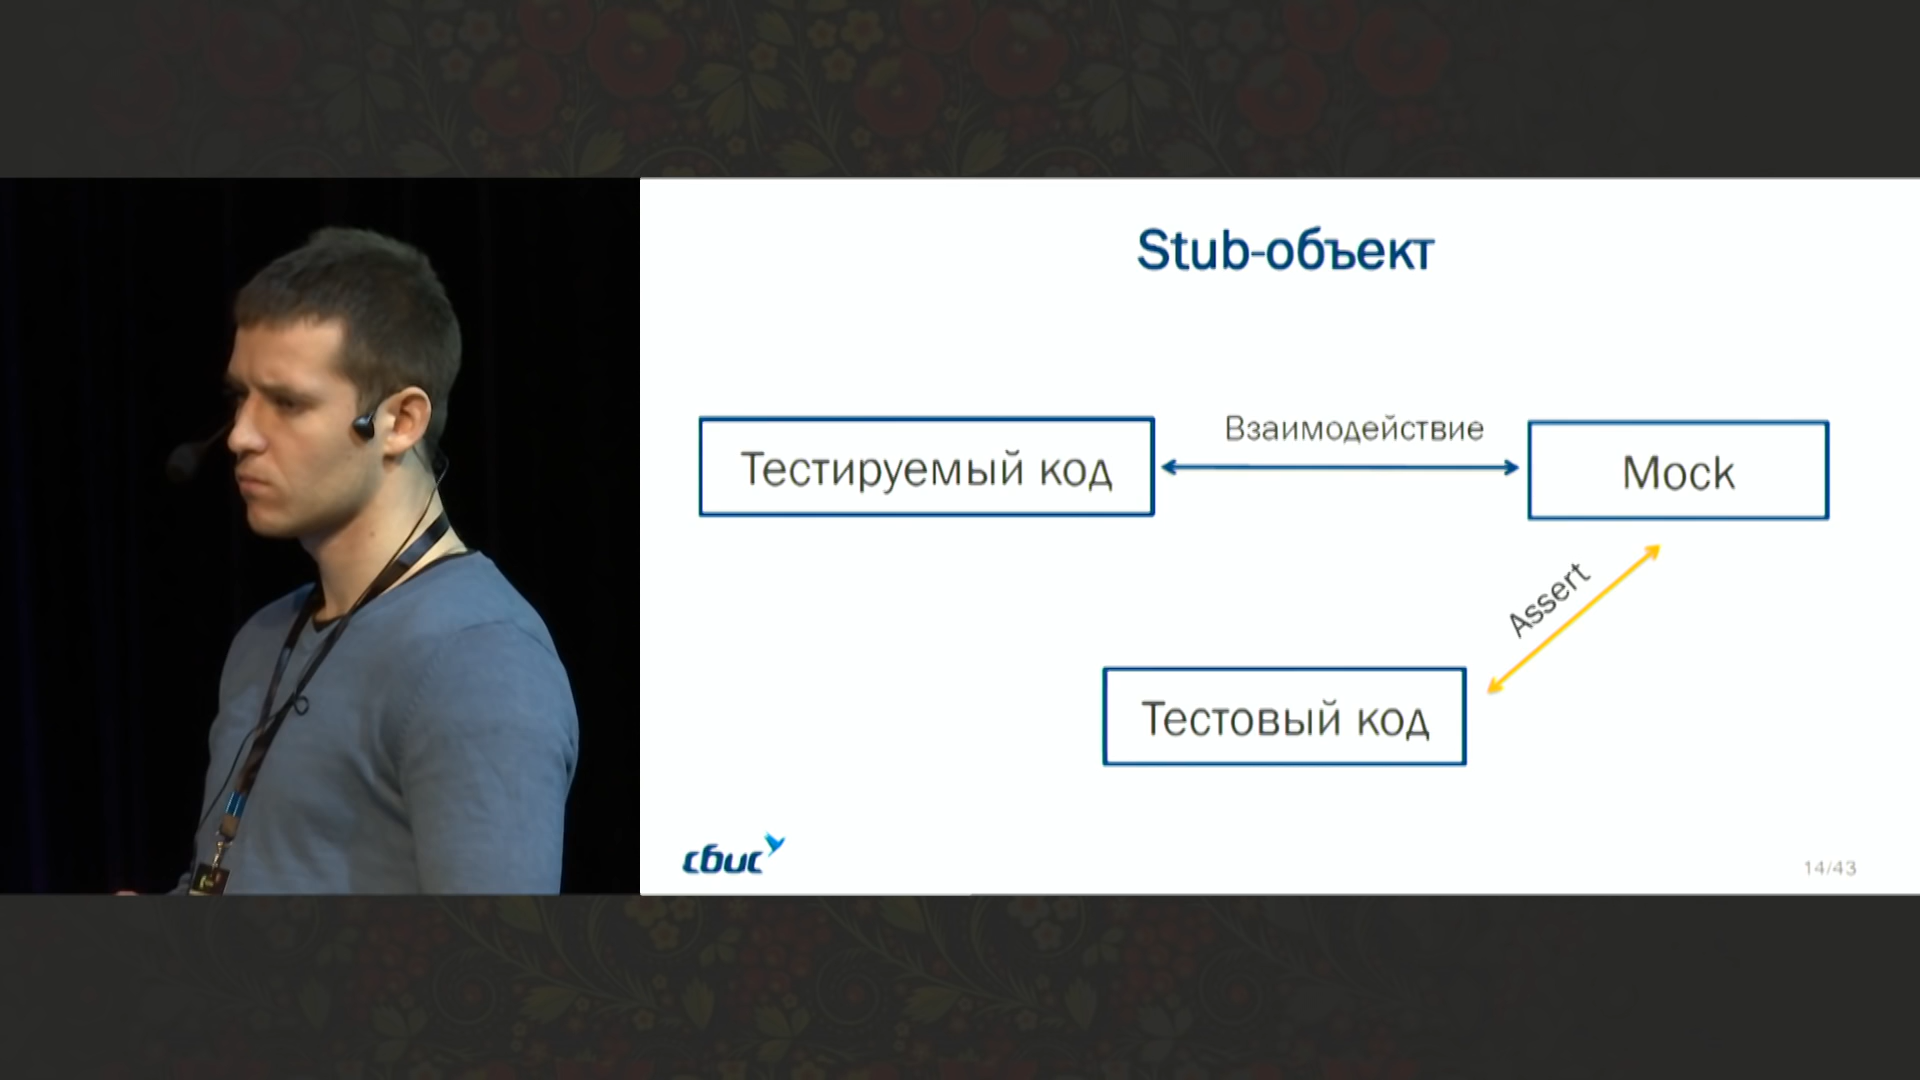 Stub-объект
Взаимодействие
Тестируемый код
Mock
Assert
Тестовый код
сбис
14/43